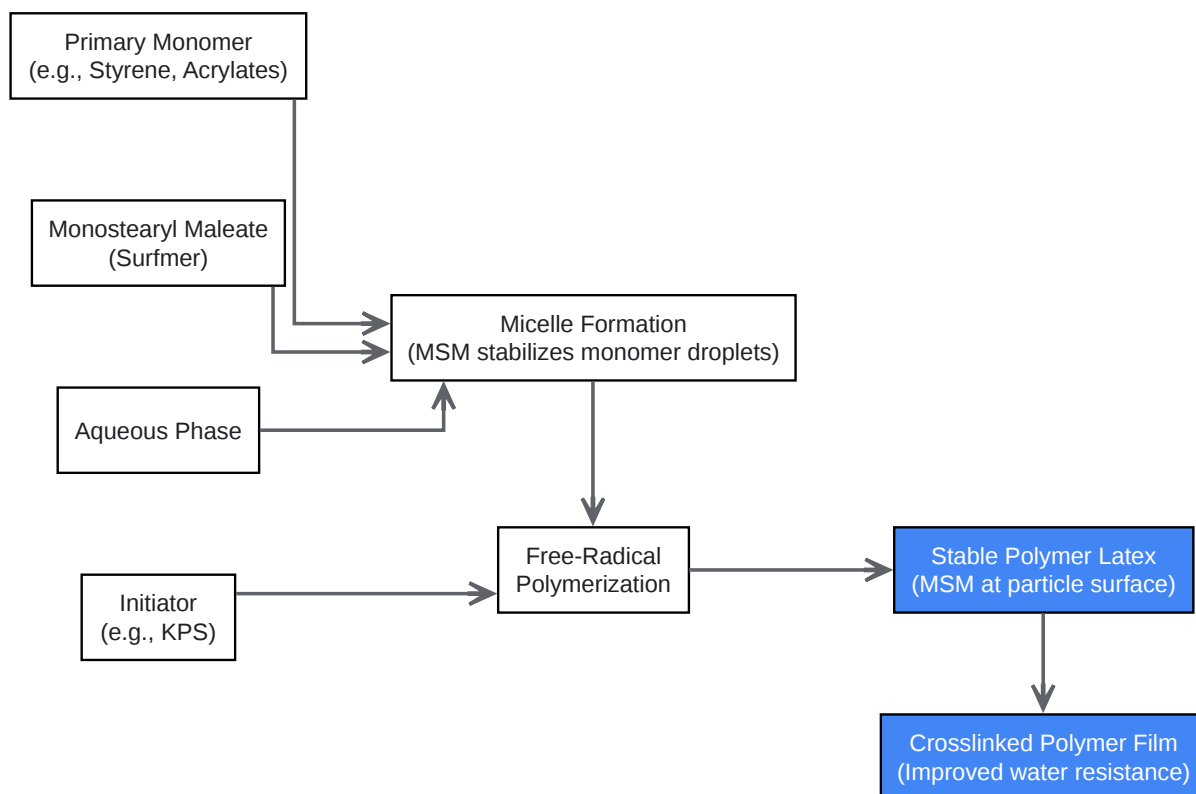 Primary Monomer
(e.g., Styrene, Acrylates)
Monostearyl Maleate
(Surfmer)
Micelle Formation
(MSM stabilizes monomer droplets)
Aqueous Phase
Free-Radical
Polymerization
Stable Polymer Latex
(MSM at particle surface)
Initiator
(e.g., KPS)
Crosslinked Polymer Film
(Improved water resistance)